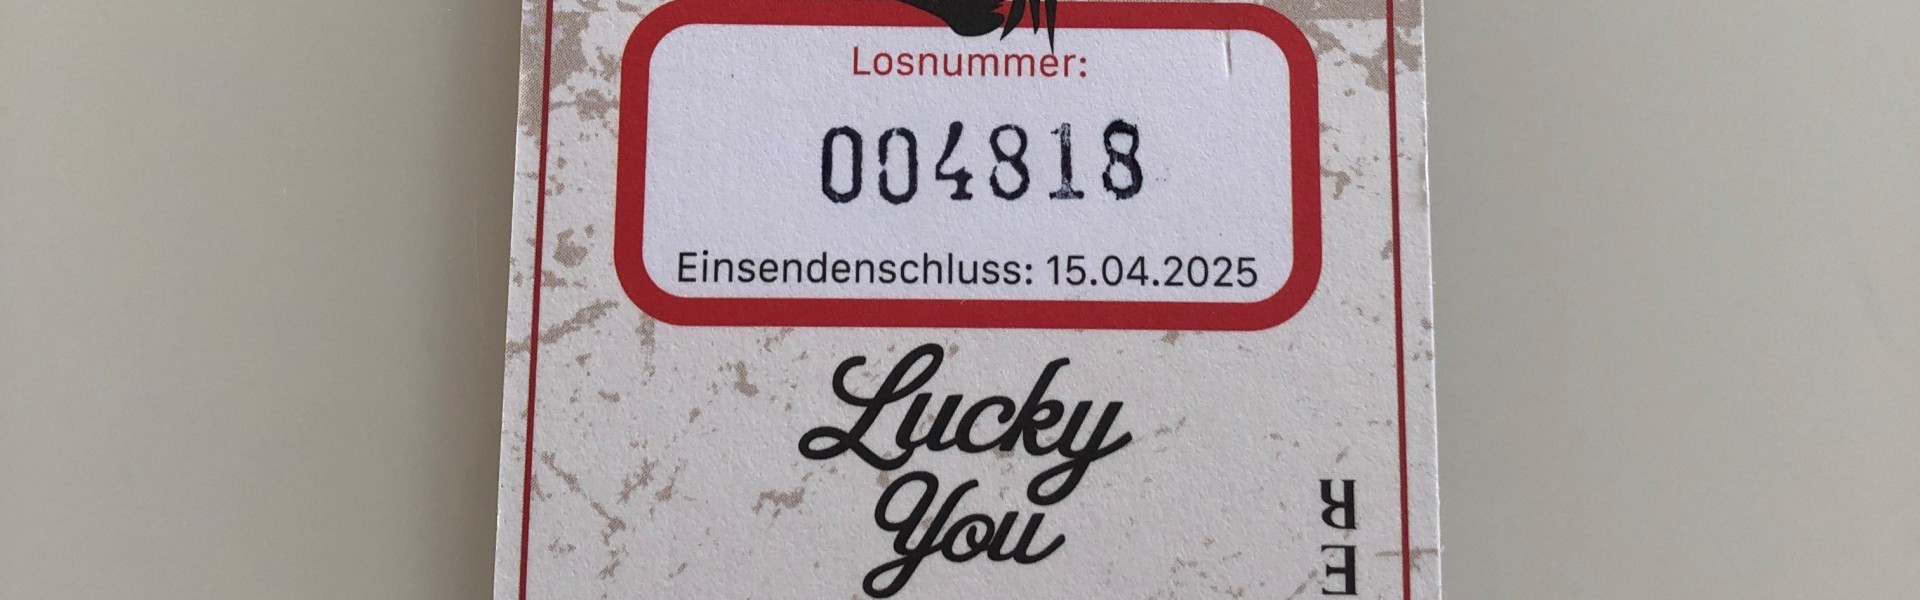 Losnummer:
004818
Einsendenschluss: 15.04.2025
Lucky
You
R
E